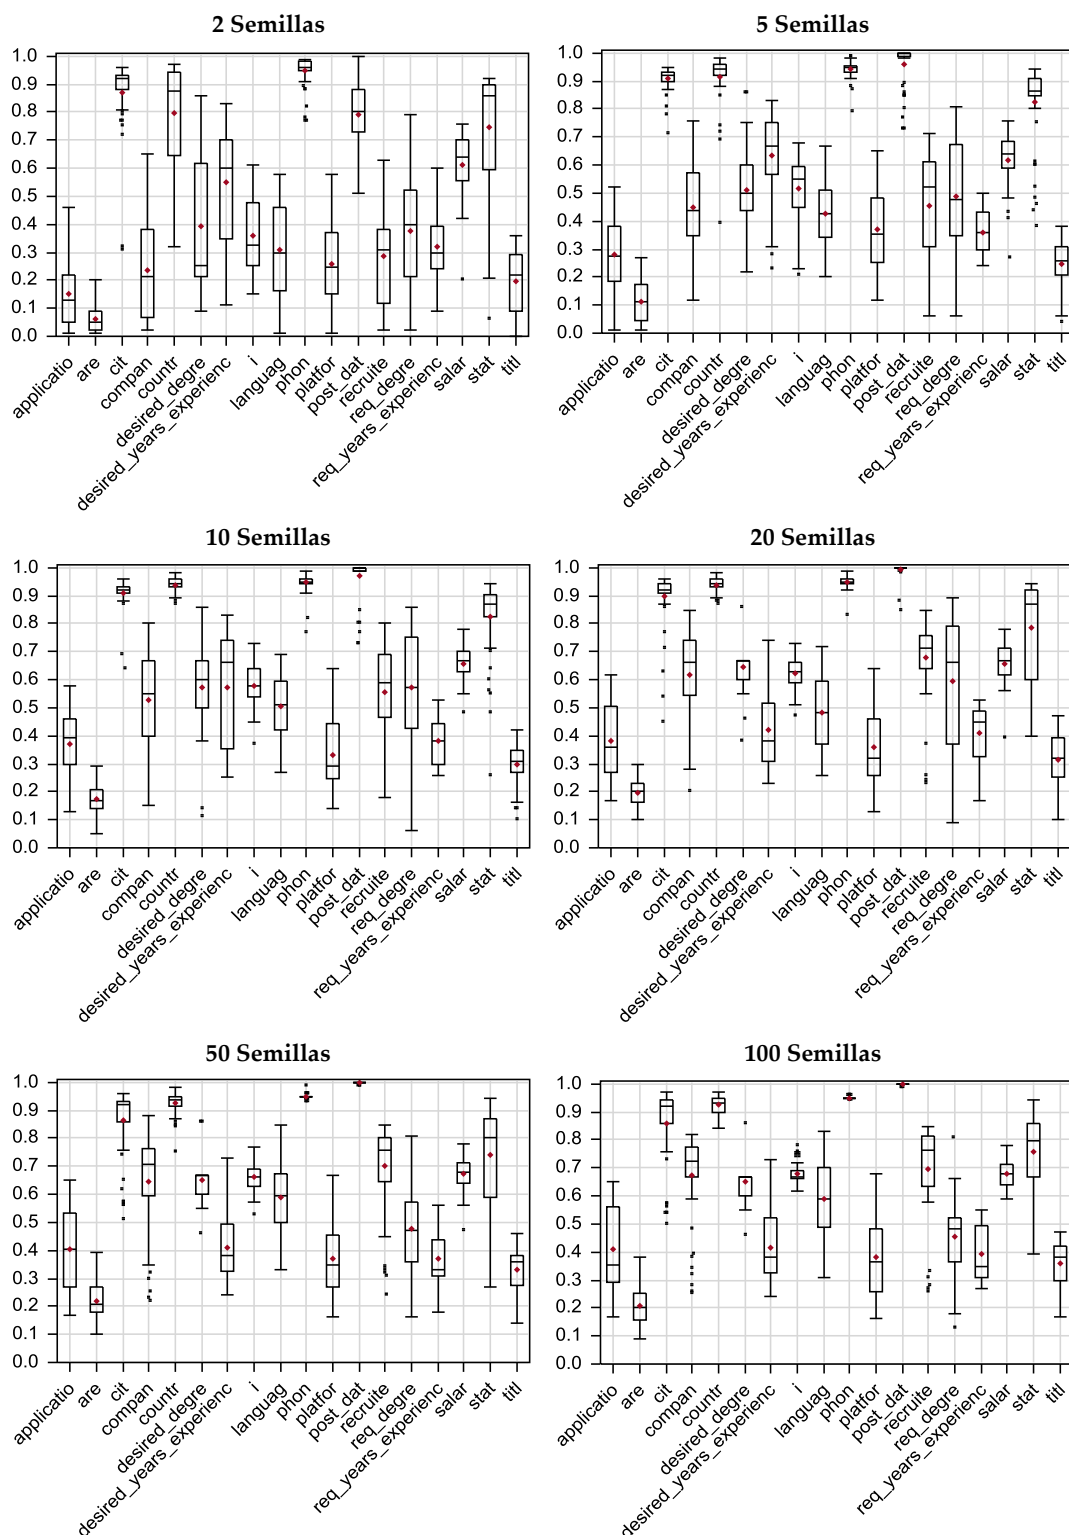 2 Semillas
1.0
0.9
0.8
0.7
0.6
0.5
0.4
0.3
0.2
0.1
0.0
applicatio
are
cit
compan
countr
desired_degre
desired_years_experienc
i
languag
phon
platfor
post_dat
recruite
req_degre
req_years_experienc
salar
stat
titl
5 Semillas
1.0
0.9
0.8
0.7
0.6
0.5
0.4
0.3
0.2
0.1
0.0
applicatio
are
cit
compan
countr
desired_degre
desired_years_experienc
i
languag
phon
platfor
post_dat
recruite
req_degre
req_years_experienc
salar
stat
titl
10 Semillas
1.0
0.9
0.8
0.7
0.6
0.5
0.4
0.3
0.2
0.1
0.0
applicatio
are
cit
compan
countr
desired_degre
desired_years_experienc
i
languag
phon
platfor
post_dat
recruite
req_degre
req_years_experienc
salar
stat
titl
20 Semillas
1.0
0.9
0.8
0.7
0.6
0.5
0.4
0.3
0.2
0.1
0.0
applicatio
are
cit
compan
countr
desired_degre
desired_years_experienc
i
languag
phon
platfor
post_dat
recruite
req_degre
req_years_experienc
salar
stat
titl
50 Semillas
1.0
0.9
0.8
0.7
0.6
0.5
0.4
0.3
0.2
0.1
0.0
applicatio
are
cit
compan
countr
desired_degre
desired_years_experienc
i
languag
phon
platfor
post_dat
recruite
req_degre
req_years_experienc
salar
stat
titl
100 Semillas
1.0
0.9
0.8
0.7
0.6
0.5
0.4
0.3
0.2
0.1
0.0
applicatio
are
cit
compan
countr
desired_degre
desired_years_experienc
i
languag
phon
platfor
post_dat
recruite
req_degre
req_years_experienc
salar
stat
titl